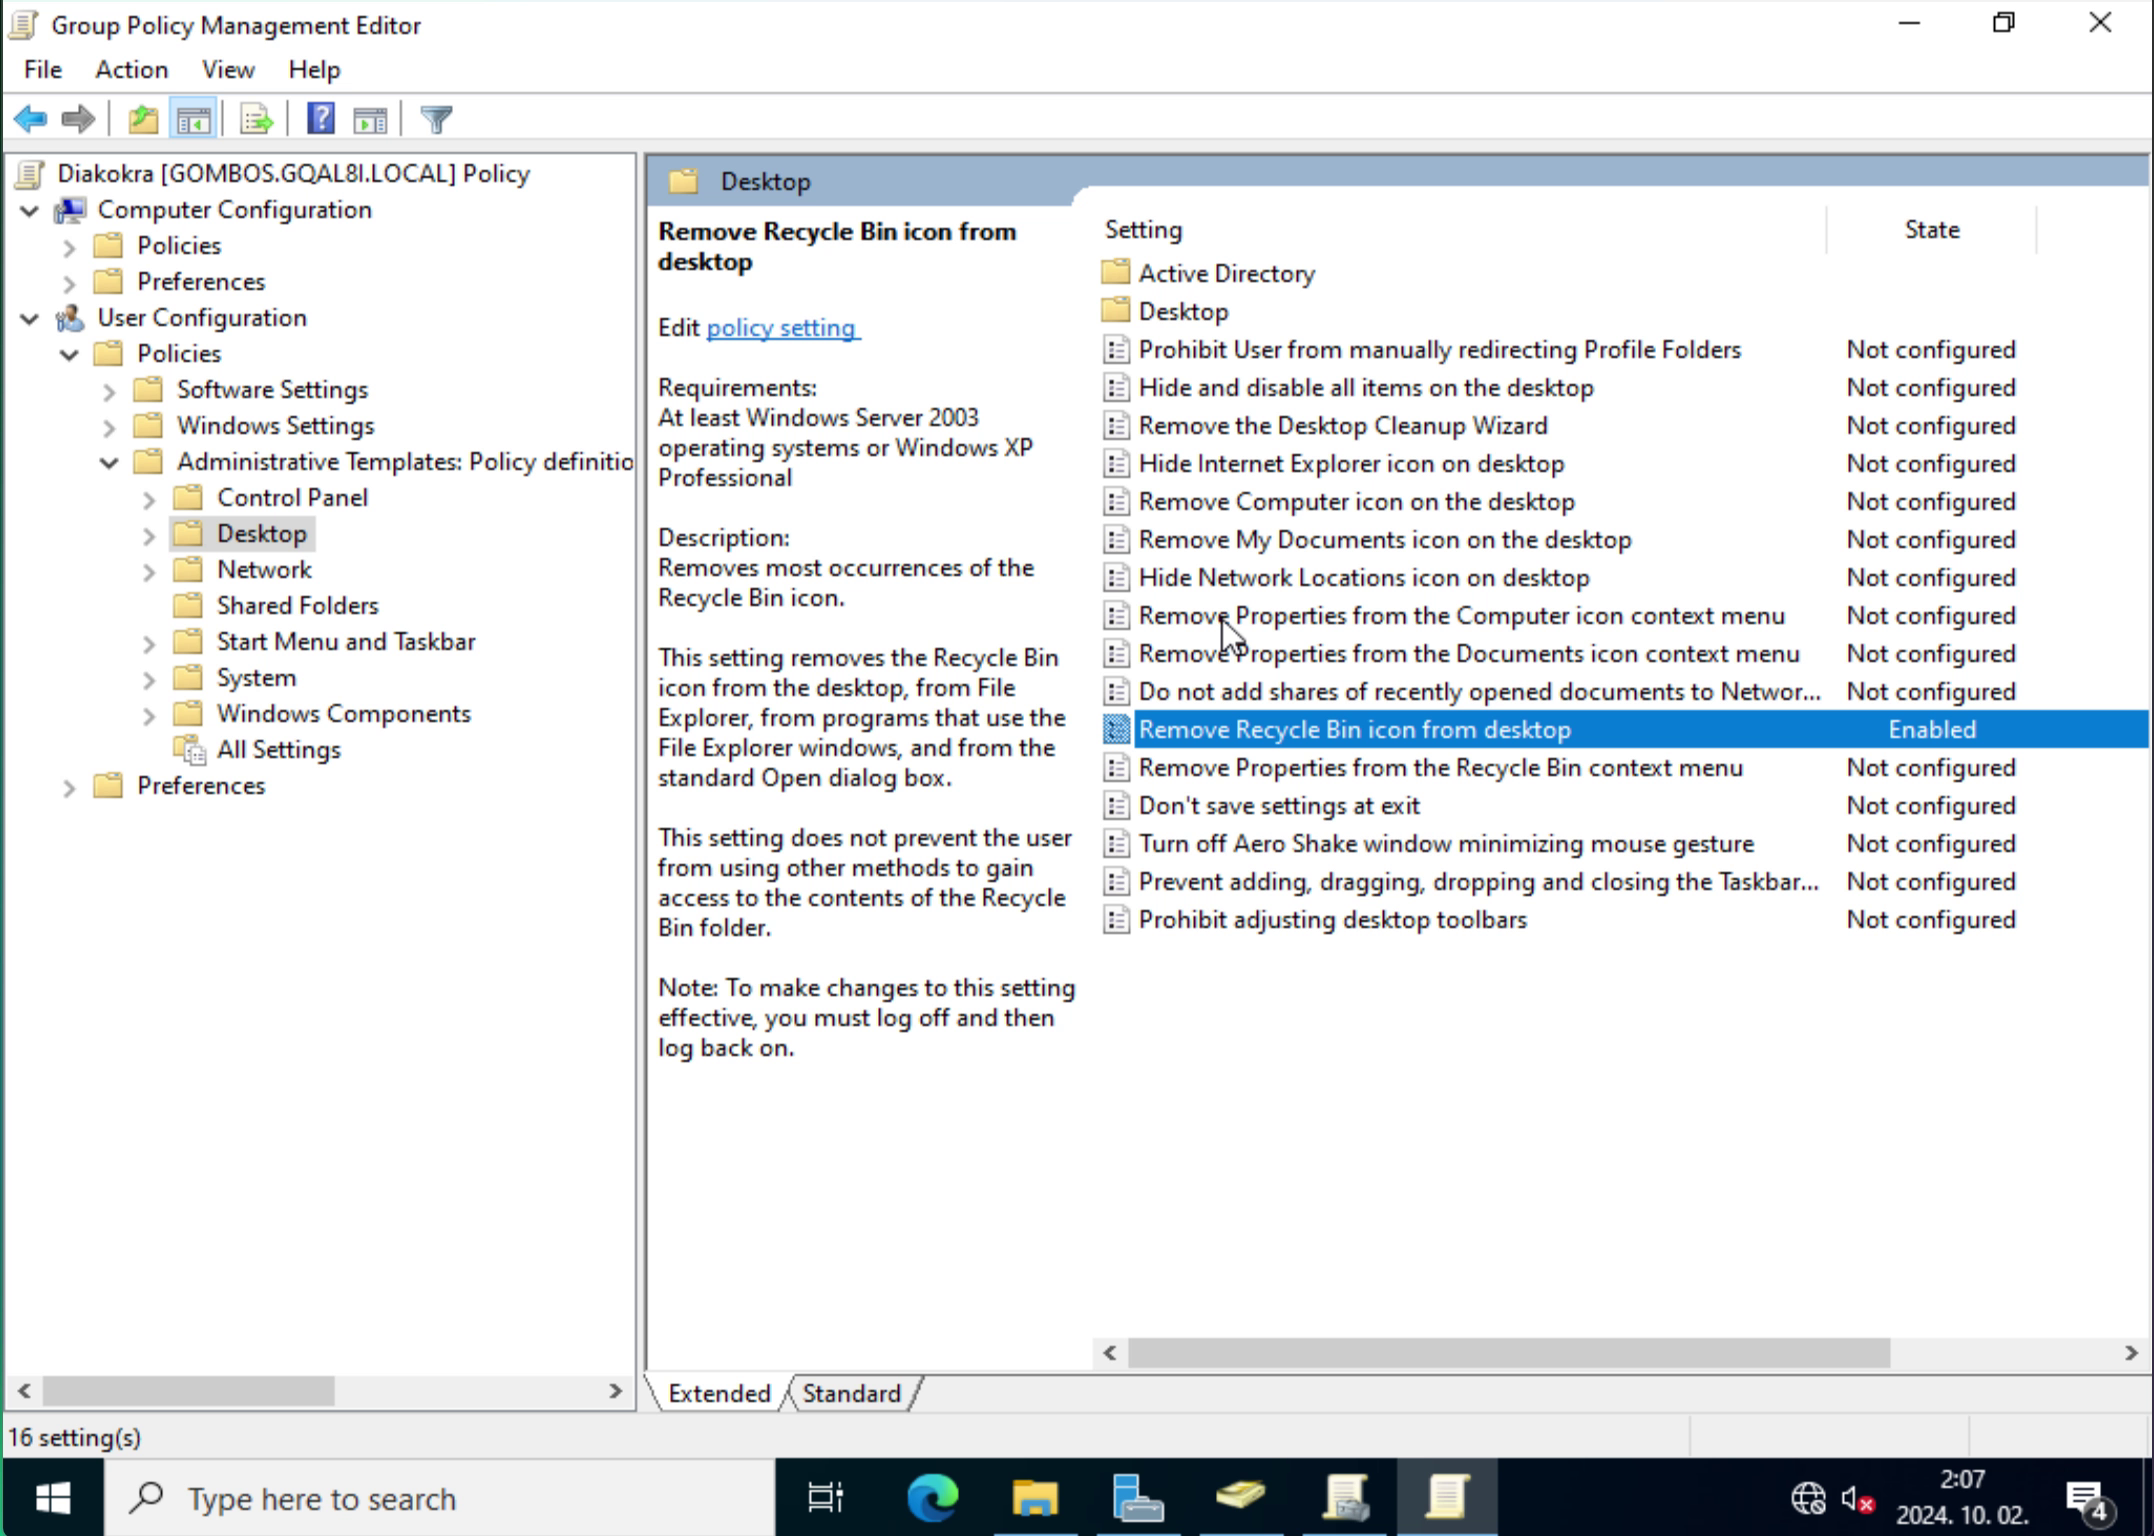 Group Policy Management Editor
File Action View Help
Diakokra [GOMBOS.GQAL8I.LOCAL] Policy
Computer Configuration
Policies
Preferences
User Configuration
Policies
Software Settings
Windows Settings
Administrative Templates: Policy definitio
Control Panel
Desktop
Network
Shared Folders
Start Menu and Taskbar
System
Windows Components
All Settings
Preferences
Desktop
Remove Recycle Bin icon from
desktop
Edit policy setting
Requirements:
At least Windows Server 2003
operating systems or Windows XP
Professional
Description:
Removes most occurrences of the
Recycle Bin icon.
This setting removes the Recycle Bin
icon from the desktop, from File
Explorer, from programs that use the
File Explorer windows, and from the
standard Open dialog box.
This setting does not prevent the user
from using other methods to gain
access to the contents of the Recycle
Bin folder.
Note: To make changes to this setting
effective, you must log off and then
log back on.
Setting State
Active Directory
Desktop
Prohibit User from manually redirecting Profile Folders Not configured
Hide and disable all items on the desktop Not configured
Remove the Desktop Cleanup Wizard Not configured
Hide Internet Explorer icon on desktop Not configured
Remove Computer icon on the desktop Not configured
Remove My Documents icon on the desktop Not configured
Hide Network Locations icon on desktop Not configured
Remove Properties from the Computer icon context menu Not configured
Remove Properties from the Documents icon context menu Not configured
Do not add shares of recently opened documents to Networ... Not configured
Remove Recycle Bin icon from desktop Enabled
Remove Properties from the Recycle Bin context menu Not configured
Don't save settings at exit Not configured
Turn off Aero Shake window minimizing mouse gesture Not configured
Prevent adding, dragging, dropping and closing the Taskbar... Not configured
Prohibit adjusting desktop toolbars Not configured
Extended Standard
16 setting(s)
Type here to search
2:07
2024. 10. 02.
4